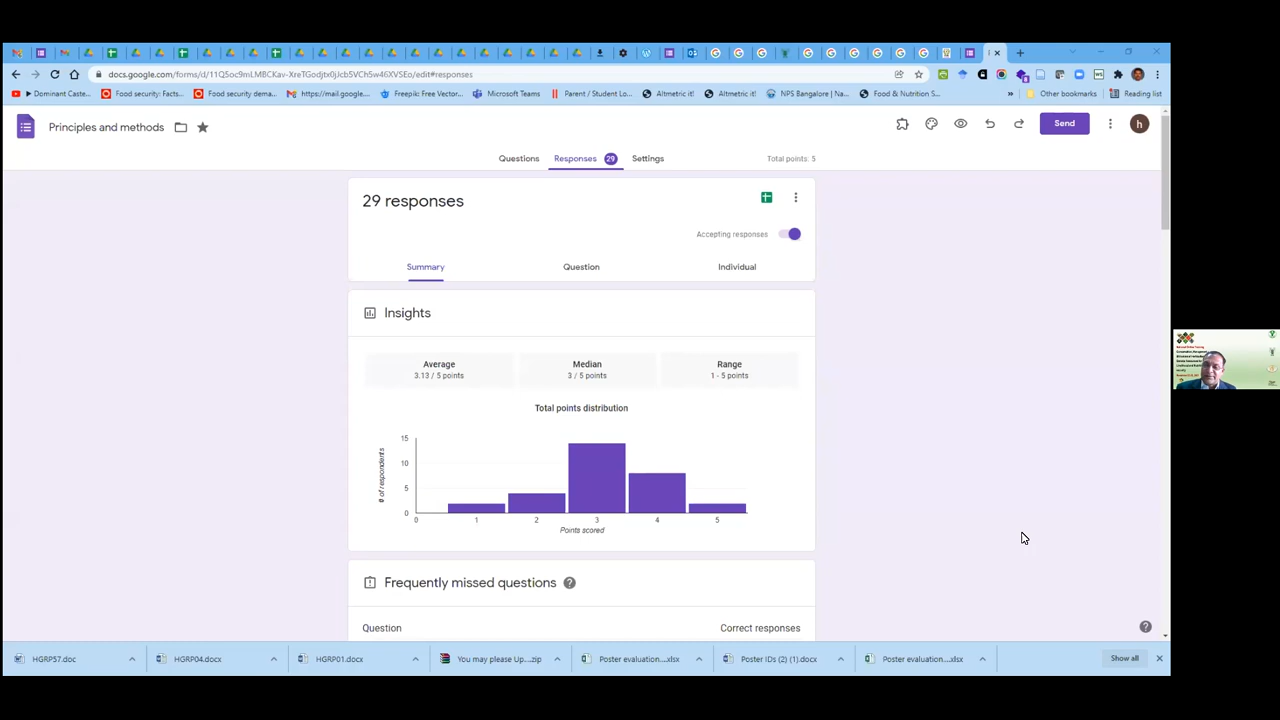 docs.google.com/forms/d/11Q5oc9mLMBCKav-XreTGodjtx0jJcb5VCh5w46XVSEo/edit#responses
Dominant Caste...
Food security: Facts...
Food security dema...
https://mail.google....
Freepik: Free Vector...
Microsoft Teams
Parent / Student Lo...
Altmetric it!
Altmetric it!
NPS Bangalore | Na...
Food & Nutrition S...
»
Other bookmarks
Reading list
Principles and methods
Send
h
Questions
Responses 29
Settings
Total points: 5
29 responses
Accepting responses
Summary
Question
Individual
Insights
Average
3.13 / 5 points
Median
3 / 5 points
Range
1 - 5 points
Total points distribution
# of respondents
15
10
5
0
0 1 2 3 4 5
Points scored
Frequently missed questions
Question
Correct responses
HGRP57.doc
HGRP04.docx
HGRP01.docx
You may please Up....zip
Poster evaluation....xlsx
Poster IDs (2) (1).docx
Poster evaluation....xlsx
Show all